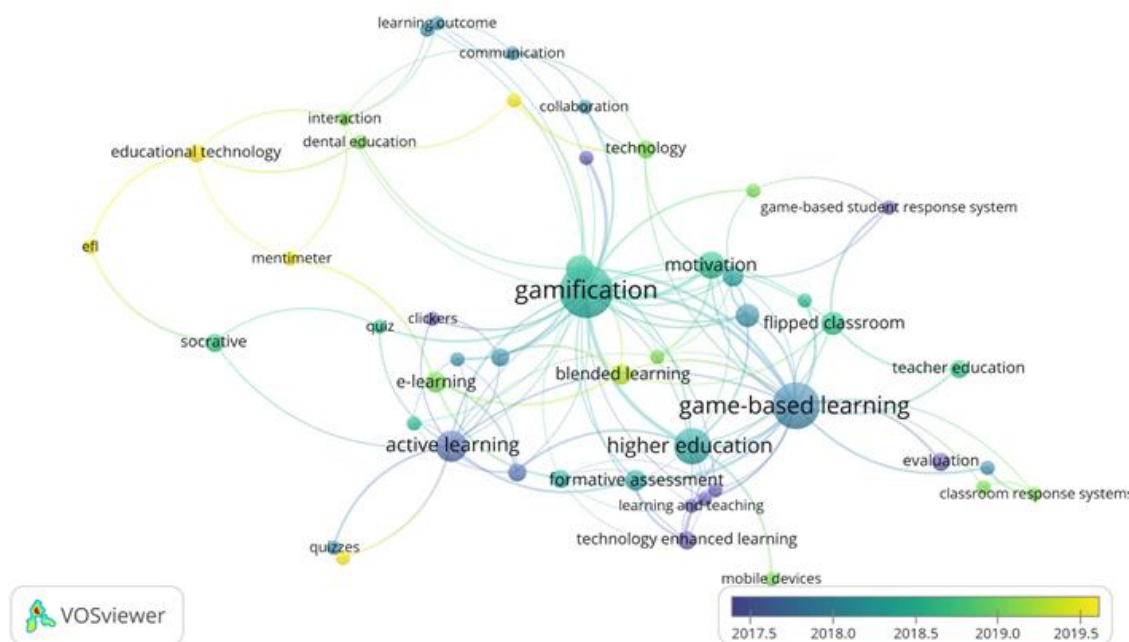 learning outcome
communication
collaboration
interaction
dental education
technology
educational technology
game-based student response system
efl
mentimeter
motivation
gamification
clickers
quiz
flipped classroom
socrative
teacher education
e-learning
blended learning
game-based learning
active learning
higher education
evaluation
formative assessment
classroom response systems
learning and teaching
technology enhanced learning
quizzes
mobile devices
VOSviewer
2017.5 2018.0 2018.5 2019.0 2019.5